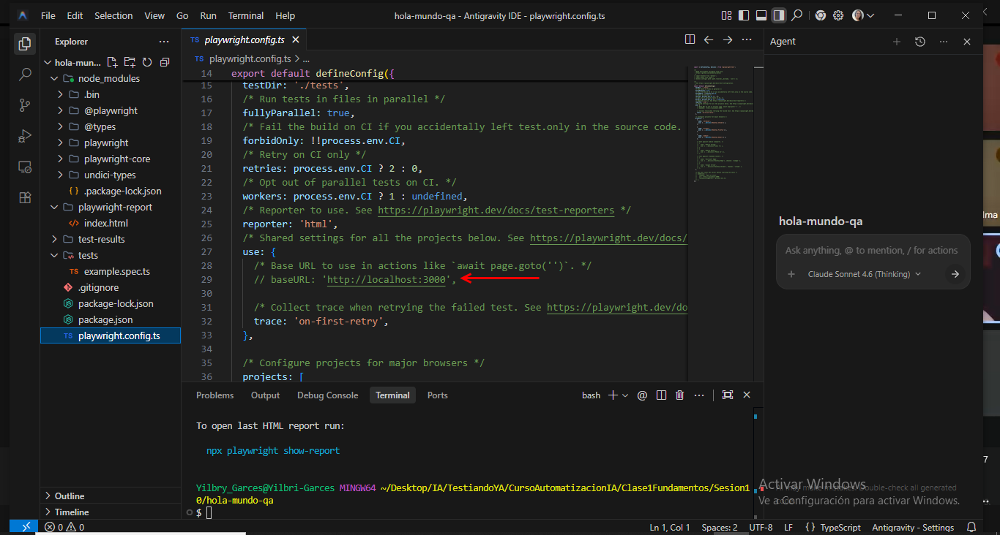 File Edit Selection View Go Run Terminal Help
hola-mundo-qa - Antigravity IDE - playwright.config.ts
Explorer
hola-mun...
node_modules
.bin
@playwright
@types
playwright
playwright-core
undici-types
{ } .package-lock.json
playwright-report
</> index.html
test-results
tests
TS example.spec.ts
.gitignore
package-lock.json
package.json
TS playwright.config.ts
Outline
Timeline
TS playwright.config.ts
TS playwright.config.ts > ...
14 export default defineConfig({
15 testDir: './tests',
16 /* Run tests in files in parallel */
17 fullyParallel: true,
18 /* Fail the build on CI if you accidentally left test.only in the source code.
19 forbidOnly: !!process.env.CI,
20 /* Retry on CI only */
21 retries: process.env.CI ? 2 : 0,
22 /* Opt out of parallel tests on CI. */
23 workers: process.env.CI ? 1 : undefined,
24 /* Reporter to use. See https://playwright.dev/docs/test-reporters */
25 reporter: 'html',
26 /* Shared settings for all the projects below. See https://playwright.dev/docs/
27 use: {
28 /* Base URL to use in actions like `await page.goto('')`. */
29 // baseURL: 'http://localhost:3000',
30
31 /* Collect trace when retrying the failed test. See https://playwright.dev/do
32 trace: 'on-first-retry',
33 },
34
35 /* Configure projects for major browsers */
36 projects: [
Problems Output Debug Console Terminal Ports
bash
To open last HTML report run:
npx playwright show-report
Yilbry_Garces@Yilbri-Garces MINGW64 ~/Desktop/IA/TestiandoYA/CursoAutomatizacionIA/Clase1Fundamentos/Sesion1
0/hola-mundo-qa
$
Agent
hola-mundo-qa
Ask anything, @ to mention, / for actions
Claude Sonnet 4.6 (Thinking)
Double-check all generated
Activar Windows
Ve a Configuración para activar Windows.
0 0
Ln 1, Col 1 Spaces: 2 UTF-8 LF { } TypeScript Antigravity - Settings
lma
7